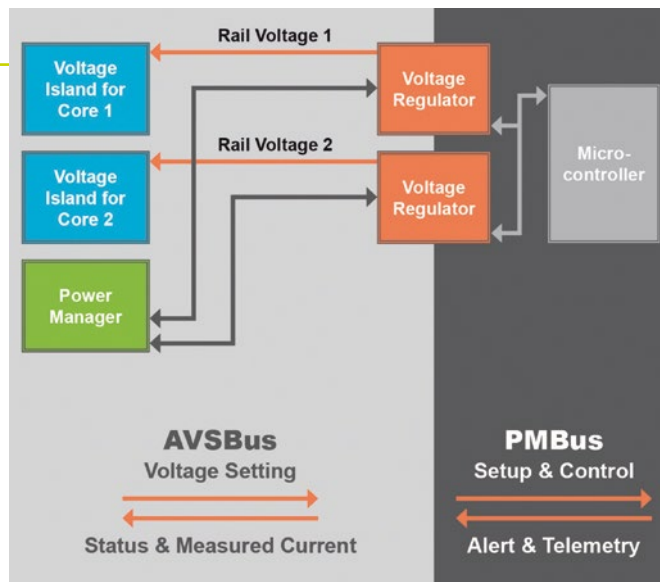 Rail Voltage 1
Voltage
Island for
Core 1
Voltage
Regulator
Micro-
controller
Rail Voltage 2
Voltage
Island for
Core 2
Voltage
Regulator
Power
Manager
AVSBus
Voltage Setting
Status & Measured Current
PMBus
Setup & Control
Alert & Telemetry